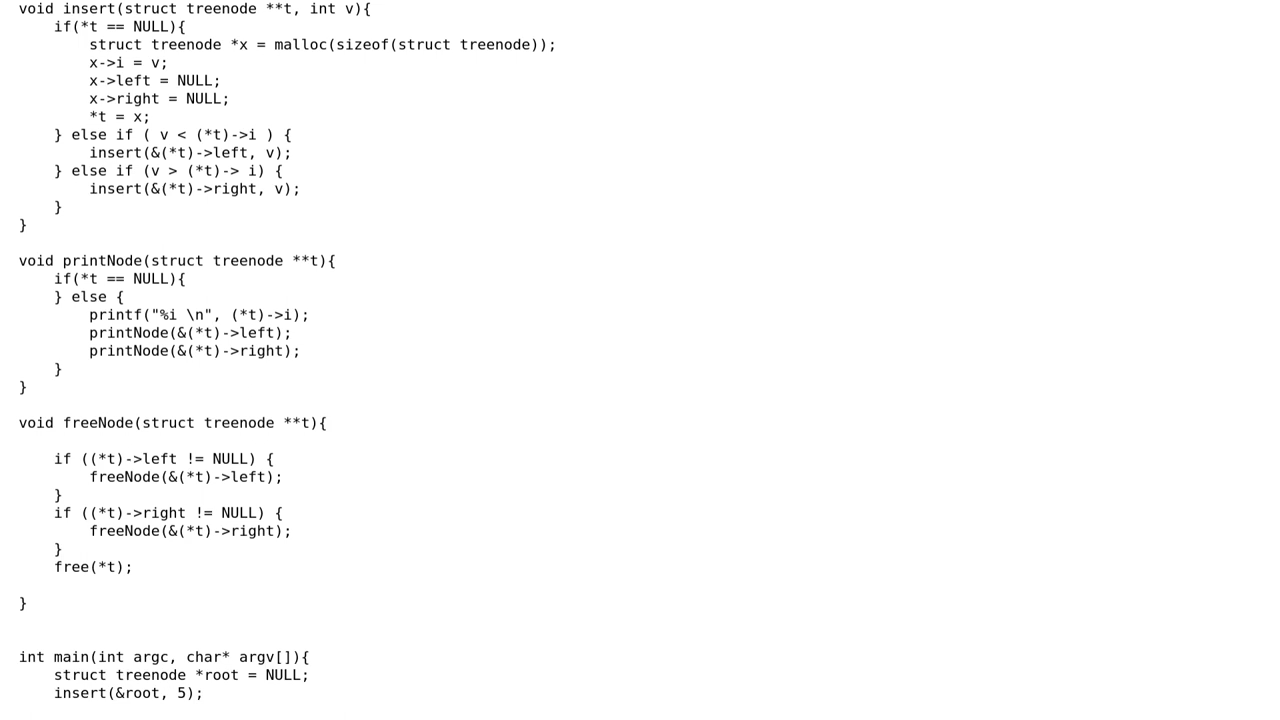 void insert(struct treenode **t, int v){
    if(*t == NULL){
        struct treenode *x = malloc(sizeof(struct treenode));
        x->i = v;
        x->left = NULL;
        x->right = NULL;
        *t = x;
    } else if ( v < (*t)->i ) {
        insert(&(*t)->left, v);
    } else if (v > (*t)-> i) {
        insert(&(*t)->right, v);
    }
}

void printNode(struct treenode **t){
    if(*t == NULL){
    } else {
        printf("%i \n", (*t)->i);
        printNode(&(*t)->left);
        printNode(&(*t)->right);
    }
}

void freeNode(struct treenode **t){

    if ((*t)->left != NULL) {
        freeNode(&(*t)->left);
    }
    if ((*t)->right != NULL) {
        freeNode(&(*t)->right);
    }
    free(*t);

}


int main(int argc, char* argv[]){
    struct treenode *root = NULL;
    insert(&root, 5);